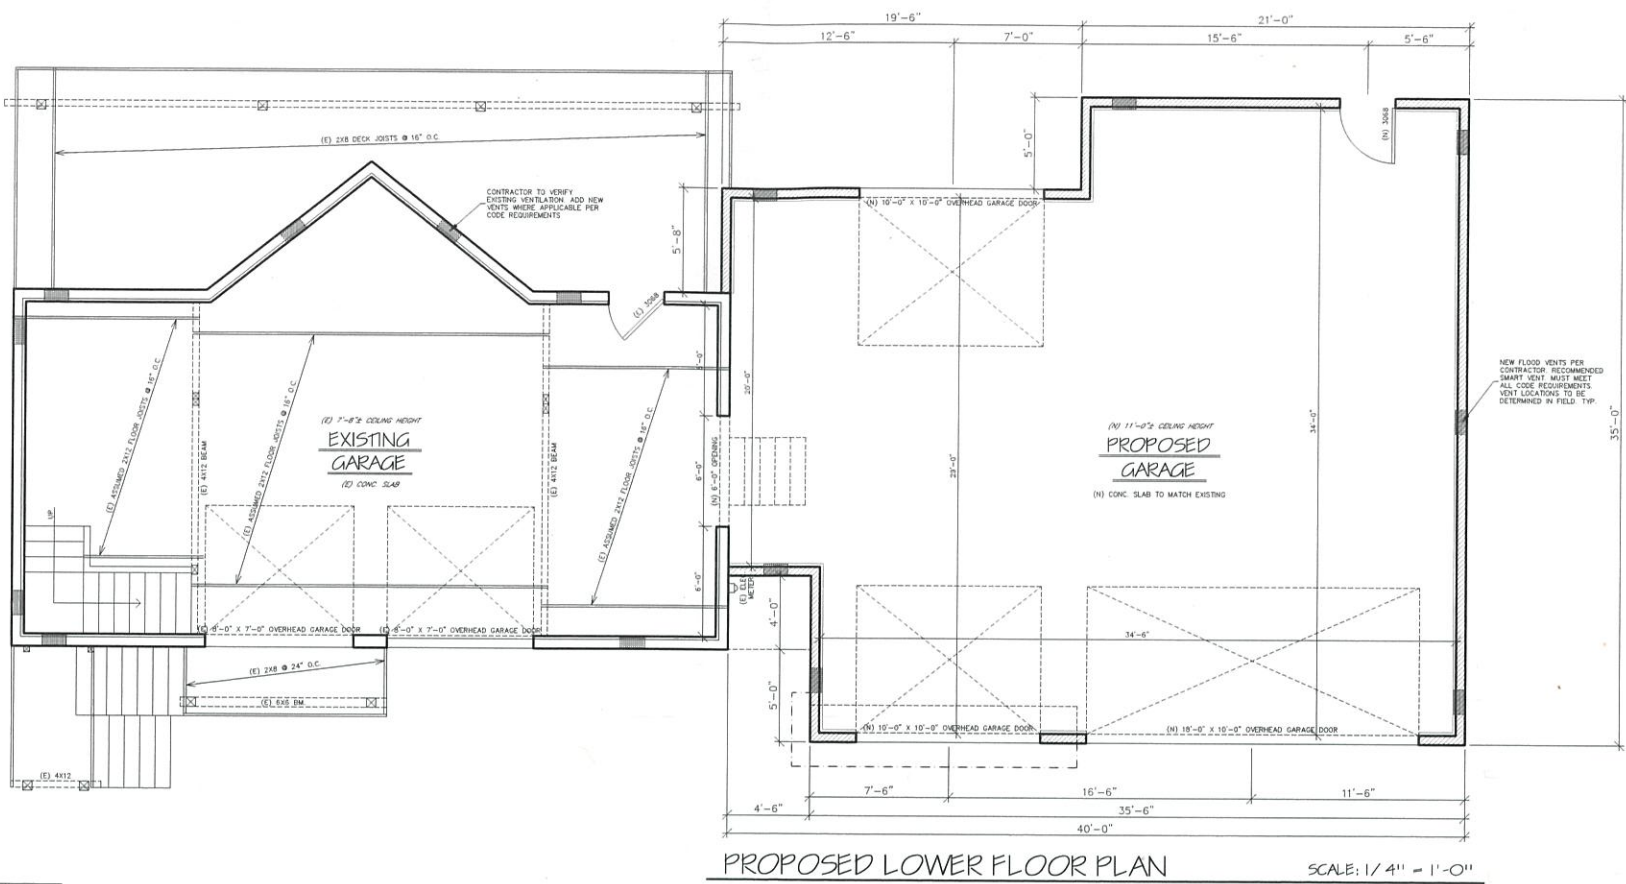 19'-6"
21'-0"
12'-6"
7'-0"
15'-6"
5'-6"
(E) 2X8 DECK JOISTS @ 16" O.C.
CONTRACTOR TO VERIFY
EXISTING VENTILATION. ADD NEW
VENTS WHERE APPLICABLE PER
CODE REQUIREMENTS
5'-0"
5'-8"
(N) 3068
(N) 10'-0" X 10'-0" OVERHEAD GARAGE DOOR
(E) 3068
(E) ASSUMED 2X12 FLOOR JOISTS @ 16" O.C.
(E) 4X12 BEAM
(E) ASSUMED 2X12 FLOOR JOISTS @ 16" O.C.
(E) 7'-8"± CEILING HEIGHT
EXISTING
GARAGE
(E) CONC. SLAB
(E) 4X12 BEAM
(E) ASSUMED 2X12 FLOOR JOISTS @ 16" O.C.
6'-0"
(N) 6'-0" OPENING
6'-0"
20'-0"
29'-0"
34'-0"
(N) 11'-0"± CEILING HEIGHT
PROPOSED
GARAGE
(N) CONC. SLAB TO MATCH EXISTING
NEW FLOOD VENTS PER
CONTRACTOR. RECOMMENDED
SMART VENT. MUST MEET
ALL CODE REQUIREMENTS.
VENT LOCATIONS TO BE
DETERMINED IN FIELD. TYP.
35'-0"
UP
(E) 8'-0" X 7'-0" OVERHEAD GARAGE DOOR
(E) 8'-0" X 7'-0" OVERHEAD GARAGE DOOR
(E) ELEC
METER
4'-0"
34'-6"
5'-0"
(E) 2X8 @ 24" O.C.
(E) 6X6 BM.
(E) 4X12
(N) 10'-0" X 10'-0" OVERHEAD GARAGE DOOR
(N) 18'-0" X 10'-0" OVERHEAD GARAGE DOOR
7'-6"
16'-6"
11'-6"
4'-6"
35'-6"
40'-0"
PROPOSED LOWER FLOOR PLAN
SCALE: 1/4" = 1'-0"